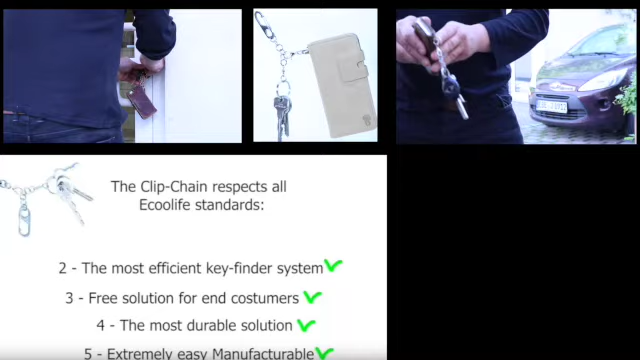 The Clip-Chain respects all
Ecoolife standards:
2 - The most efficient key-finder system
3 - Free solution for end costumers
4 - The most durable solution
5 - Extremely easy Manufacturable